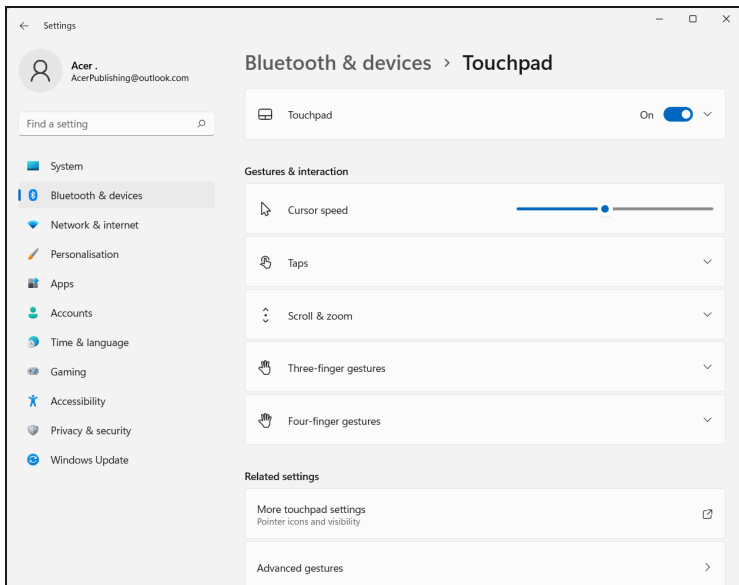 Settings
Acer .
AcerPublishing@outlook.com
Find a setting
System
Bluetooth & devices
Network & internet
Personalisation
Apps
Accounts
Time & language
Gaming
Accessibility
Privacy & security
Windows Update
Bluetooth & devices > Touchpad
Touchpad
On
Gestures & interaction
Cursor speed
Taps
Scroll & zoom
Three-finger gestures
Four-finger gestures
Related settings
More touchpad settings
Pointer icons and visibility
Advanced gestures